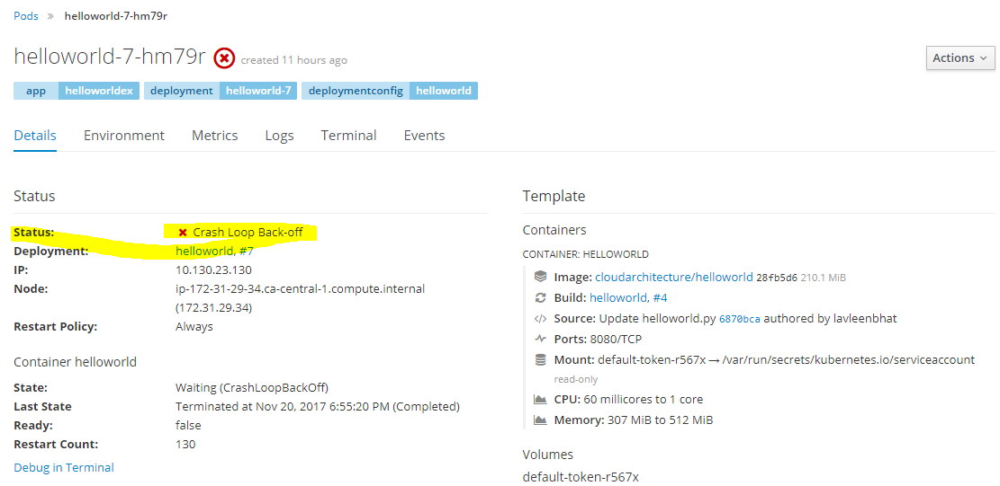 Pods » helloworld-7-hm79r
helloworld-7-hm79r created 11 hours ago
Actions
app helloworldex deployment helloworld-7 deploymentconfig helloworld
Details Environment Metrics Logs Terminal Events
Status
Status: Crash Loop Back-off
Deployment: helloworld, #7
IP: 10.130.23.130
Node: ip-172-31-29-34.ca-central-1.compute.internal
(172.31.29.34)
Restart Policy: Always
Container helloworld
State: Waiting (CrashLoopBackOff)
Last State Terminated at Nov 20, 2017 6:55:20 PM (Completed)
Ready: false
Restart Count: 130
Debug in Terminal
Template
Containers
CONTAINER: HELLOWORLD
Image: cloudarchitecture/helloworld 28fb5d6 210.1 MiB
Build: helloworld, #4
Source: Update helloworld.py 6870bca authored by lavleenbhat
Ports: 8080/TCP
Mount: default-token-r567x → /var/run/secrets/kubernetes.io/serviceaccount
read-only
CPU: 60 millicores to 1 core
Memory: 307 MiB to 512 MiB
Volumes
default-token-r567x